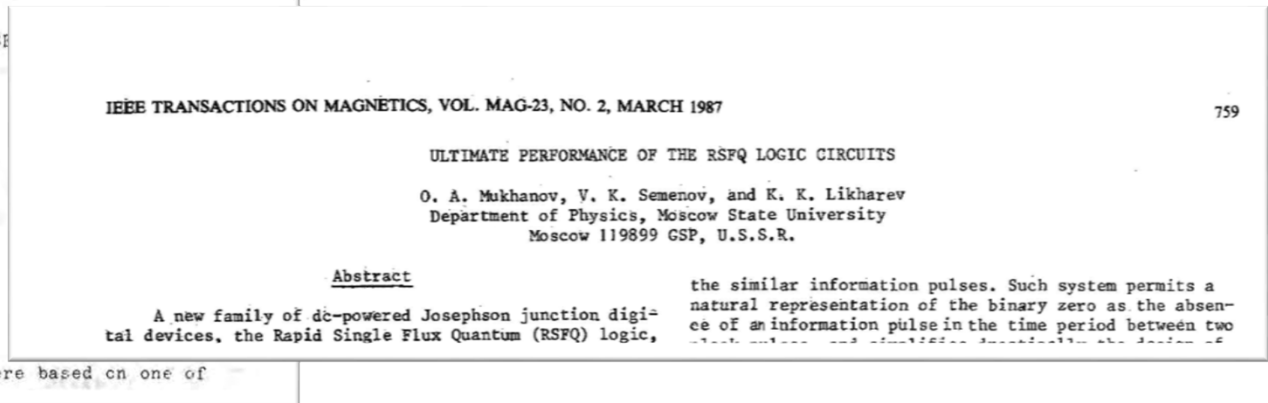 IEEE TRANSACTIONS ON MAGNETICS, VOL. MAG-23, NO. 2, MARCH 1987
759
ULTIMATE PERFORMANCE OF THE RSFQ LOGIC CIRCUITS
O. A. Mukhanov, V. K. Semenov, and K. K. Likharev
Department of Physics, Moscow State University
Moscow 119899 GSP, U.S.S.R.
Abstract
A new family of dc-powered Josephson junction digi-
tal devices, the Rapid Single Flux Quantum (RSFQ) logic,
the similar information pulses. Such system permits a
natural representation of the binary zero as the absen-
ce of an information pulse in the time period between two
re based on one of